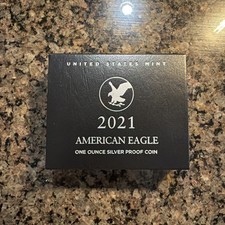 UNITED STATES MINT
2021
AMERICAN EAGLE
ONE OUNCE SILVER PROOF COIN